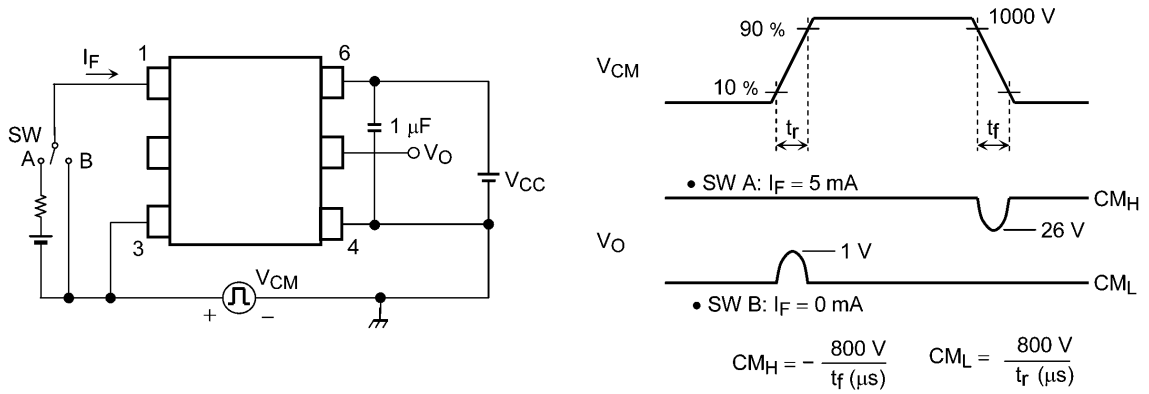 I_F
1
6
SW
A
B
1 μF
V_O
V_CC
3
4
V_CM
+
−
V_CM
90 %
10 %
1000 V
t_r
t_f
• SW A: I_F = 5 mA
CM_H
26 V
V_O
1 V
CM_L
• SW B: I_F = 0 mA
CM_H = − 800 V / t_f (μs)
CM_L = 800 V / t_r (μs)